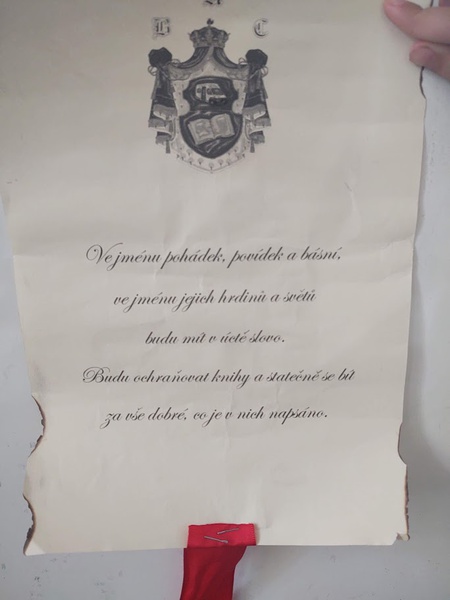 A
B C
Ve jménu pohádek, povídek a básní,
ve jménu jejich hrdinů a světů
budu mít v úctě slovo.
Budu ochraňovat knihy a statečně se bít
za vše dobré, co je v nich napsáno.